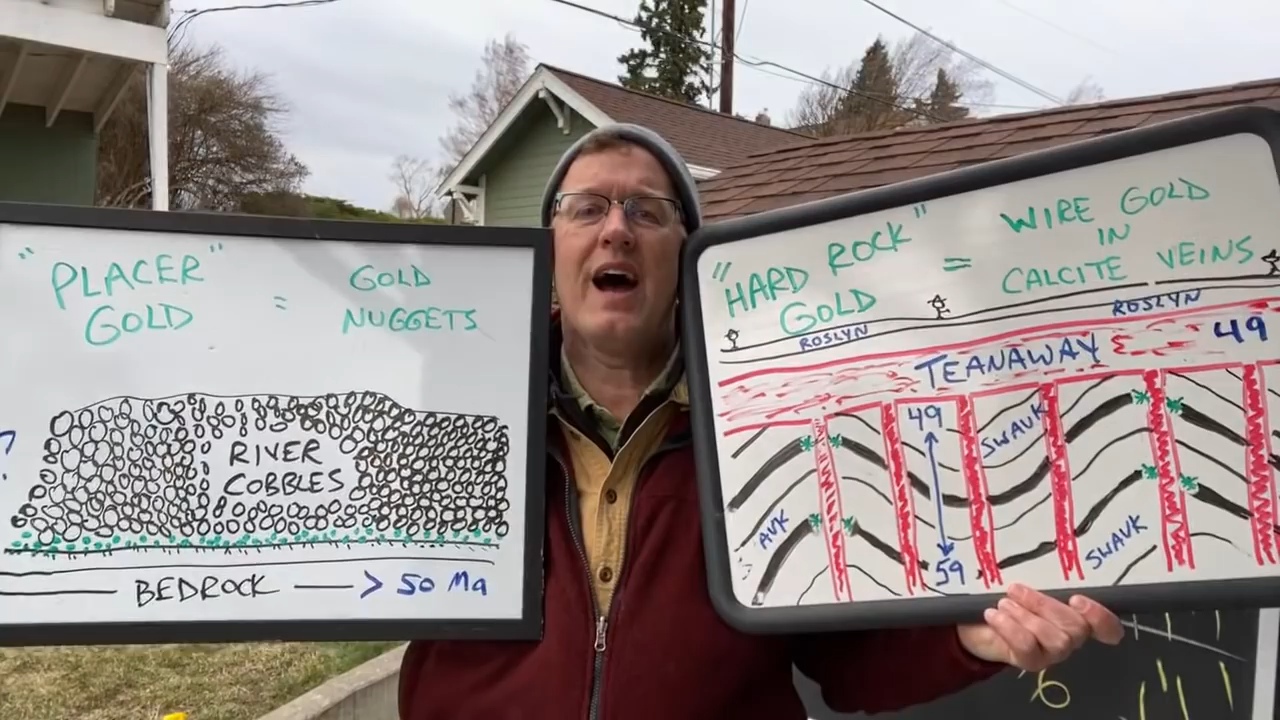 "PLACER" = GOLD
GOLD NUGGETS
?
RIVER
COBBLES
BEDROCK —> 50 Ma
"HARD ROCK" = WIRE GOLD
GOLD IN
CALCITE VEINS
ROSLYN
ROSLYN
TEANAWAY 49
49
SWAUK
AUK
59
SWAUK
6